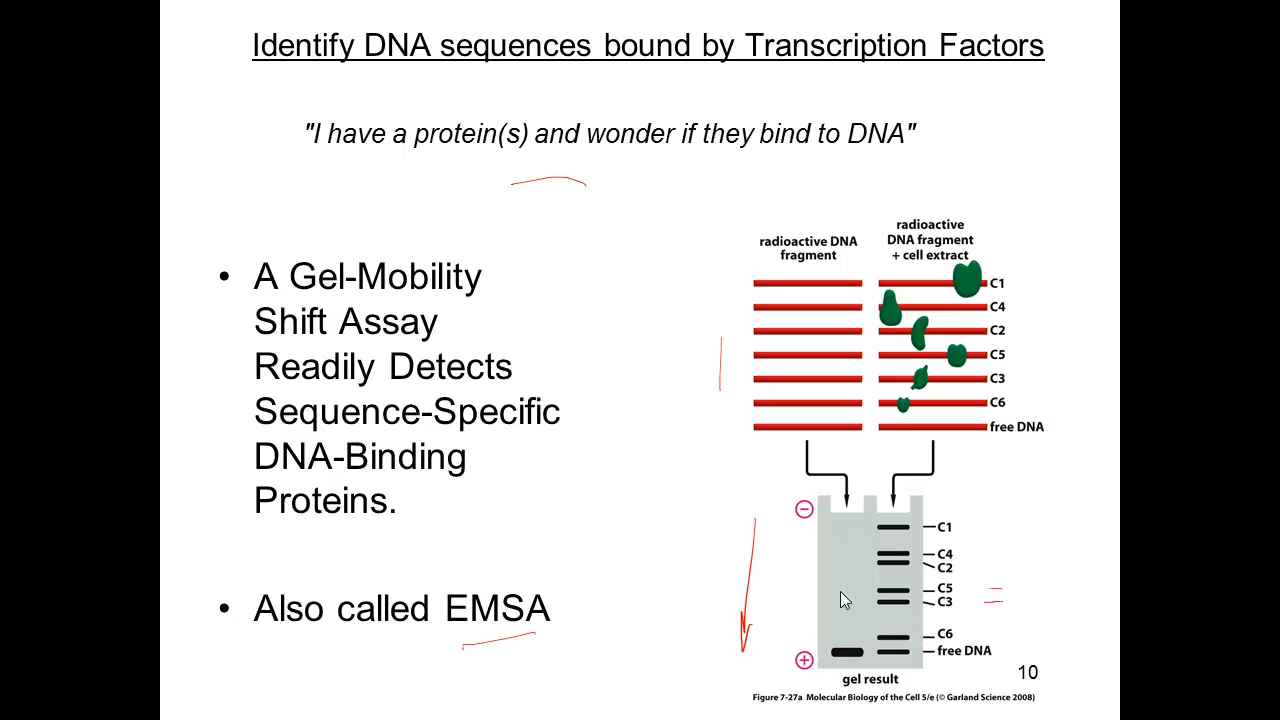 Identify DNA sequences bound by Transcription Factors
"I have a protein(s) and wonder if they bind to DNA"
• A Gel-Mobility
Shift Assay
Readily Detects
Sequence-Specific
DNA-Binding
Proteins.
• Also called EMSA
radioactive DNA
fragment
radioactive
DNA fragment
+ cell extract
C1
C4
C2
C5
C3
C6
free DNA
−
C1
C4
C2
C5
C3
C6
free DNA
+
gel result
10
Figure 7-27a Molecular Biology of the Cell 5/e (© Garland Science 2008)